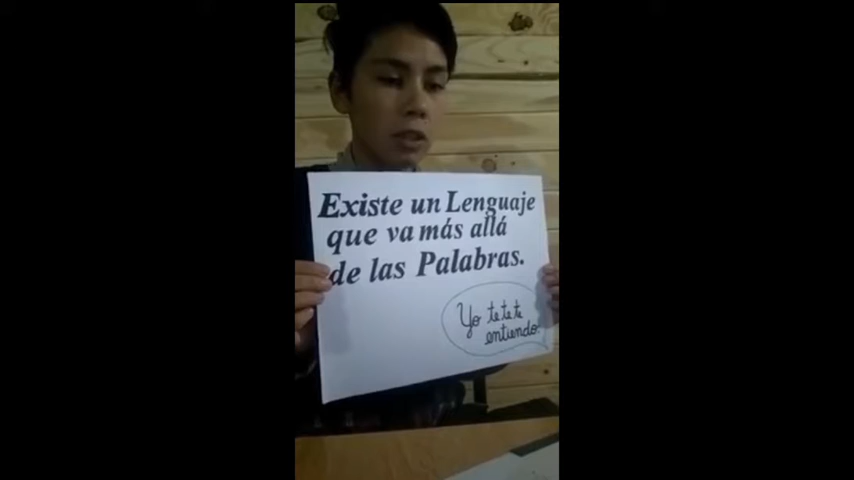 Existe un Lenguaje
que va más allá
de las Palabras.
Yo te te te
entiendo.